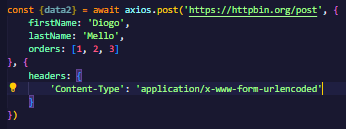 const {data2} = await axios.post('https://httpbin.org/post', {
    firstName: 'Diogo',
    lastName: 'Mello',
    orders: [1, 2, 3]
}, {
    headers: {
        'Content-Type': 'application/x-www-form-urlencoded'
    }
})